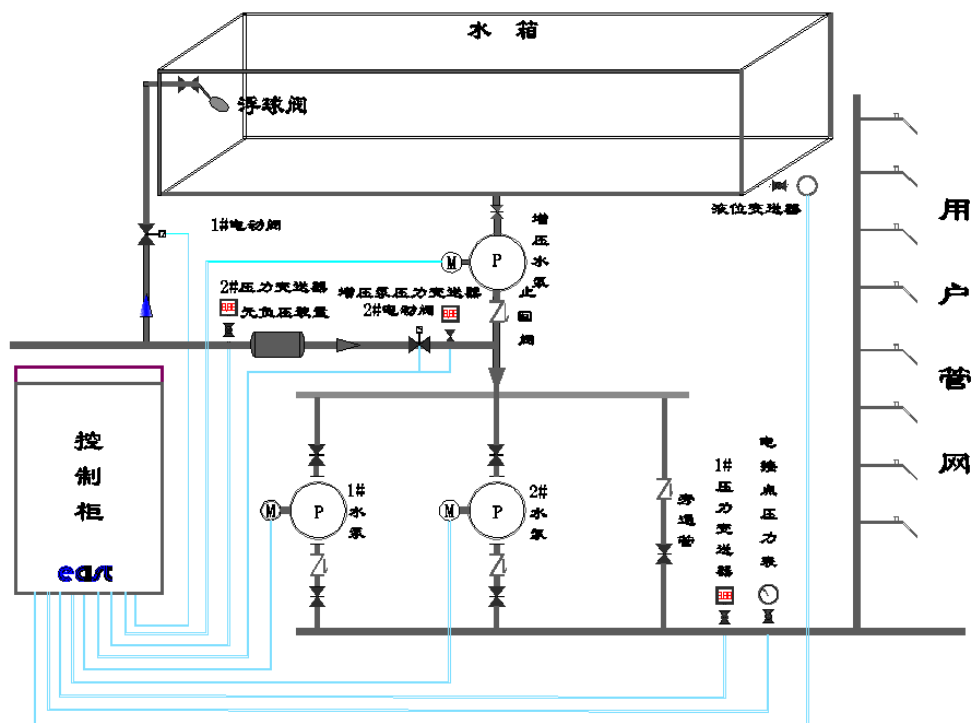 水 箱
浮球阀
液位变送器
1#电动阀
增压水泵
P
M
2#压力变送器
无负压装置
增压泵压力变送器
2#电动阀
止回阀
用户管网
控制柜
east
1#水泵
P
M
2#水泵
P
M
旁通管
1#压力变送器
电接点压力表